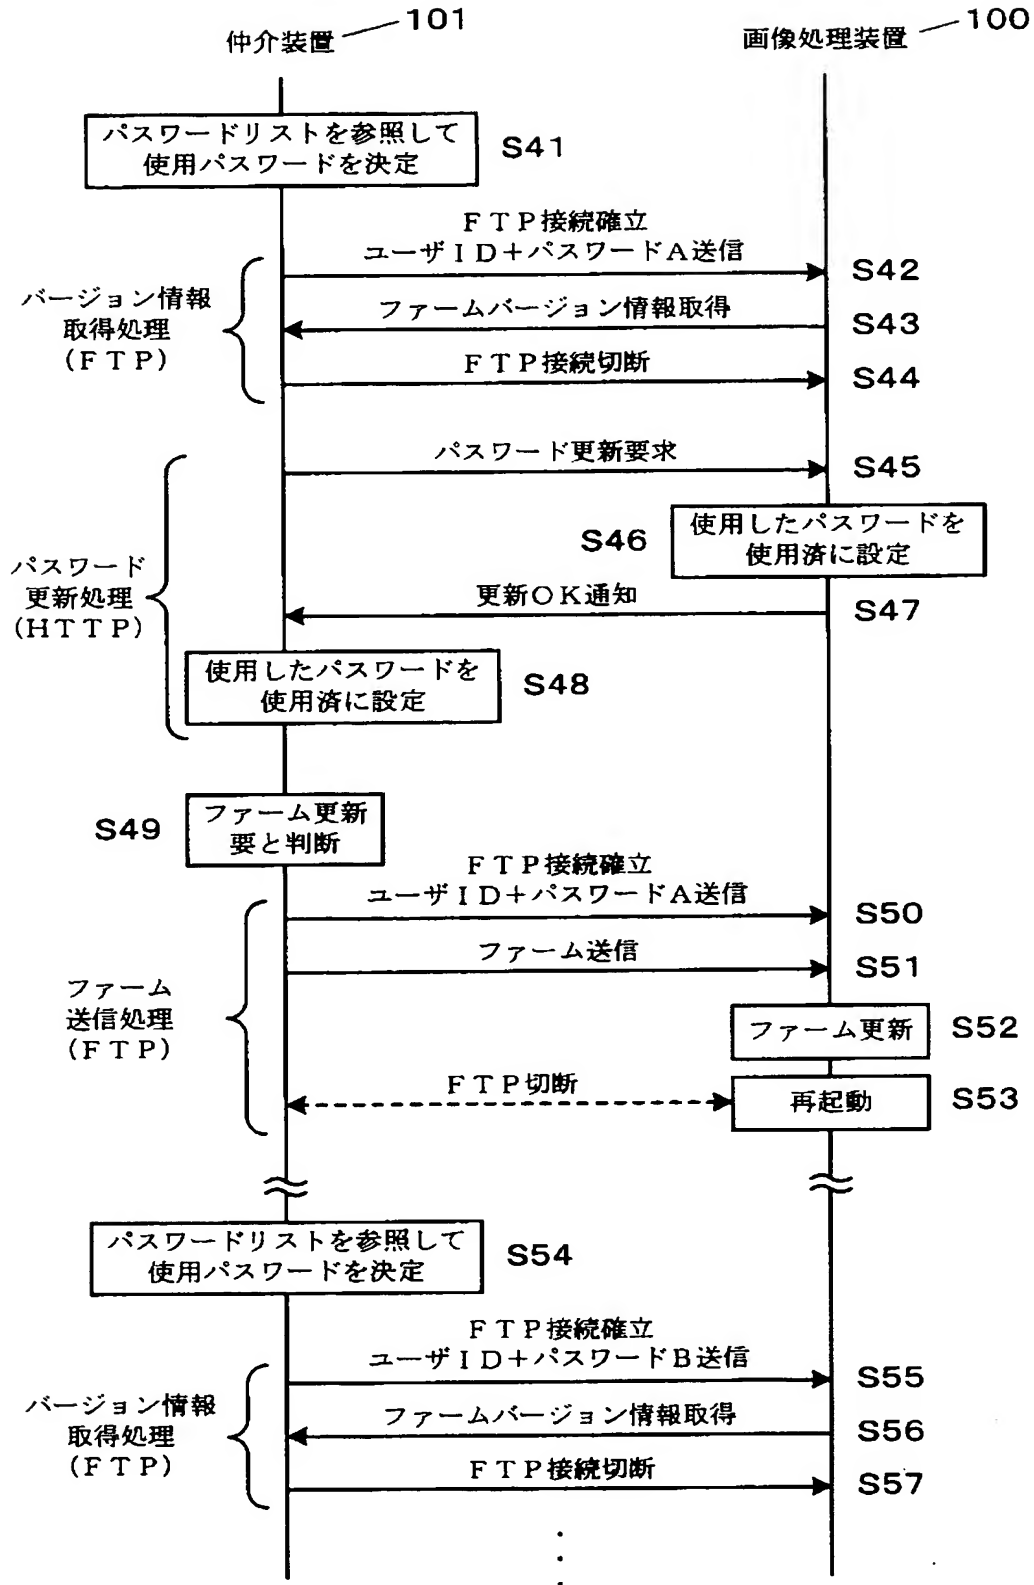 仲介装置 101
画像処理装置 100
パスワードリストを参照して
使用パスワードを決定
S41
FTP接続確立
ユーザID+パスワードA送信
S42
バージョン情報
取得処理
(FTP)
ファームバージョン情報取得
S43
FTP接続切断
S44
パスワード更新要求
S45
使用したパスワードを
使用済に設定
S46
パスワード
更新処理
(HTTP)
更新OK通知
S47
使用したパスワードを
使用済に設定
S48
ファーム更新
要と判断
S49
FTP接続確立
ユーザID+パスワードA送信
S50
ファーム送信
S51
ファーム
送信処理
(FTP)
ファーム更新
S52
FTP切断
再起動
S53
パスワードリストを参照して
使用パスワードを決定
S54
FTP接続確立
ユーザID+パスワードB送信
S55
バージョン情報
取得処理
(FTP)
ファームバージョン情報取得
S56
FTP接続切断
S57